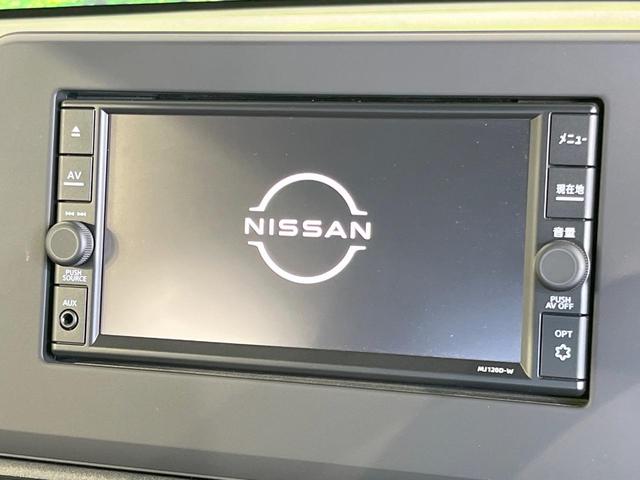 AV
PUSH
SOURCE
AUX
NISSAN
メニュー
現在地
音量
PUSH
AV OFF
OPT
MJ120D-W